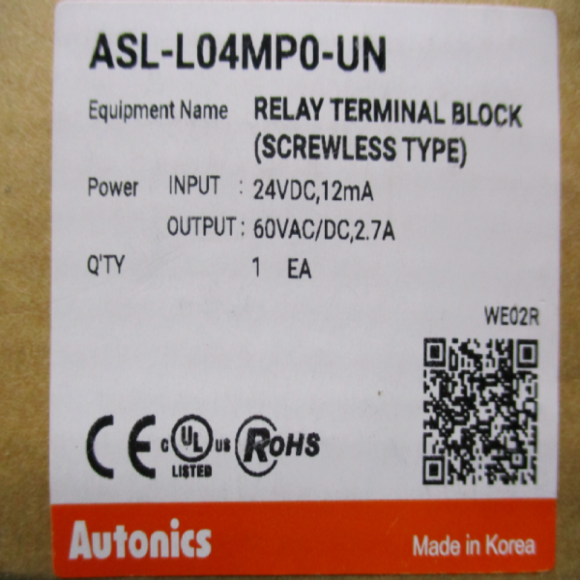 ASL-L04MP0-UN
Equipment Name RELAY TERMINAL BLOCK
(SCREWLESS TYPE)
Power INPUT : 24VDC,12mA
OUTPUT : 60VAC/DC,2.7A
Q'TY 1 EA
WE02R
CE C UL US LISTED RoHS
Autonics Made in Korea